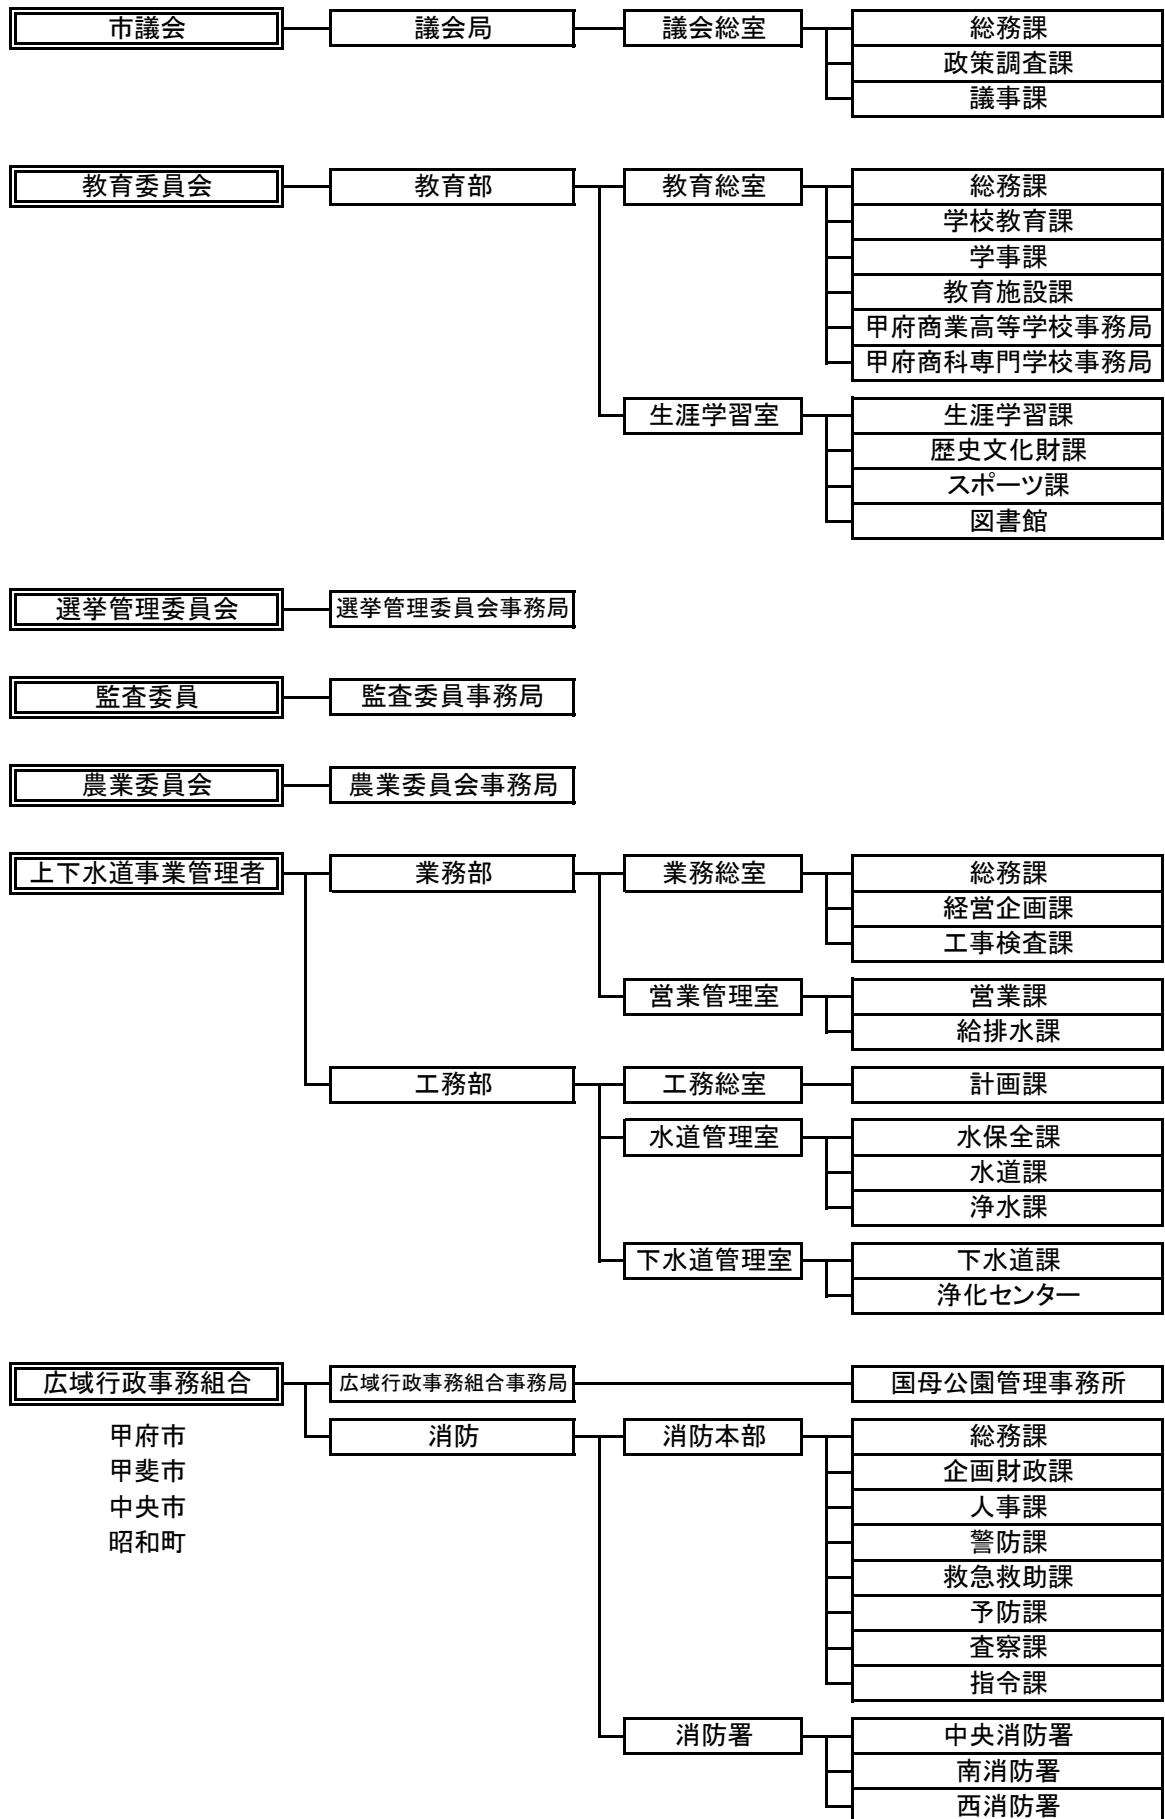 市議会 議会局 議会総室 総務課
政策調査課
議事課
教育委員会 教育部 教育総室 総務課
学校教育課
学事課
教育施設課
甲府商業高等学校事務局
甲府商科専門学校事務局
生涯学習室 生涯学習課
歴史文化財課
スポーツ課
図書館
選挙管理委員会 選挙管理委員会事務局
監査委員 監査委員事務局
農業委員会 農業委員会事務局
上下水道事業管理者 業務部 業務総室 総務課
経営企画課
工事検査課
営業管理室 営業課
給排水課
工務部 工務総室 計画課
水道管理室 水保全課
水道課
浄水課
下水道管理室 下水道課
浄化センター
広域行政事務組合 広域行政事務組合事務局 国母公園管理事務所
甲府市 消防 消防本部 総務課
甲斐市 企画財政課
中央市 人事課
昭和町 警防課
救急救助課
予防課
査察課
指令課
消防署 中央消防署
南消防署
西消防署